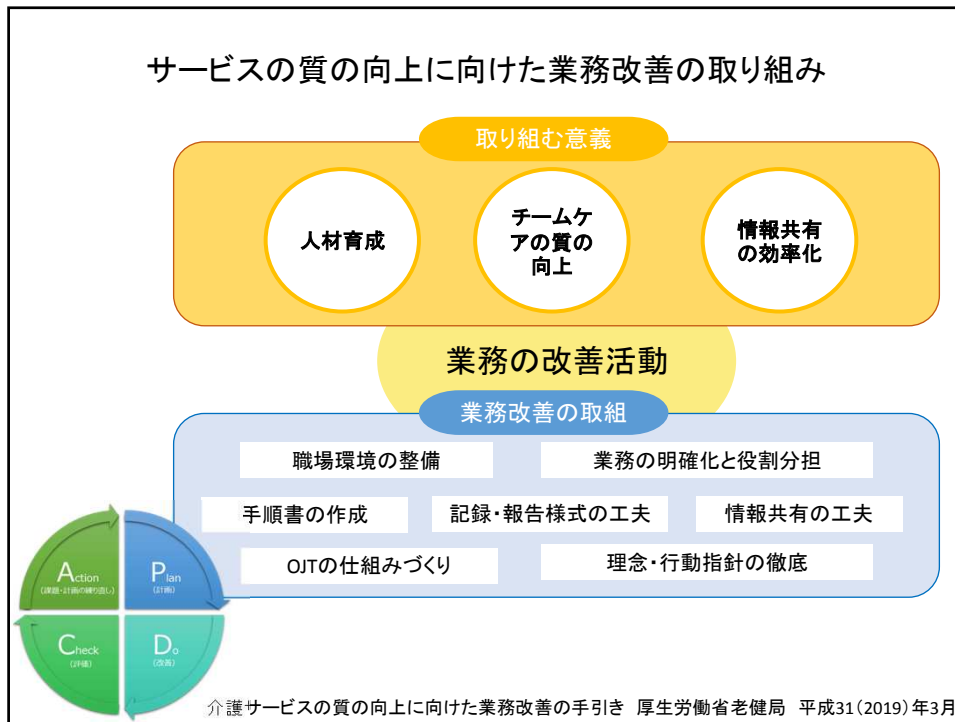 サービスの質の向上に向けた業務改善の取り組み
取り組む意義
人材育成
チームケ
アの質の
向上
情報共有
の効率化
業務の改善活動
業務改善の取組
職場環境の整備
業務の明確化と役割分担
手順書の作成
記録・報告様式の工夫
情報共有の工夫
OJTの仕組みづくり
理念・行動指針の徹底
Action
(課題・計画の練り直し)
Plan
(計画)
Check
(評価)
Do
(改善)
介護サービスの質の向上に向けた業務改善の手引き 厚生労働省老健局 平成31(2019)年3月